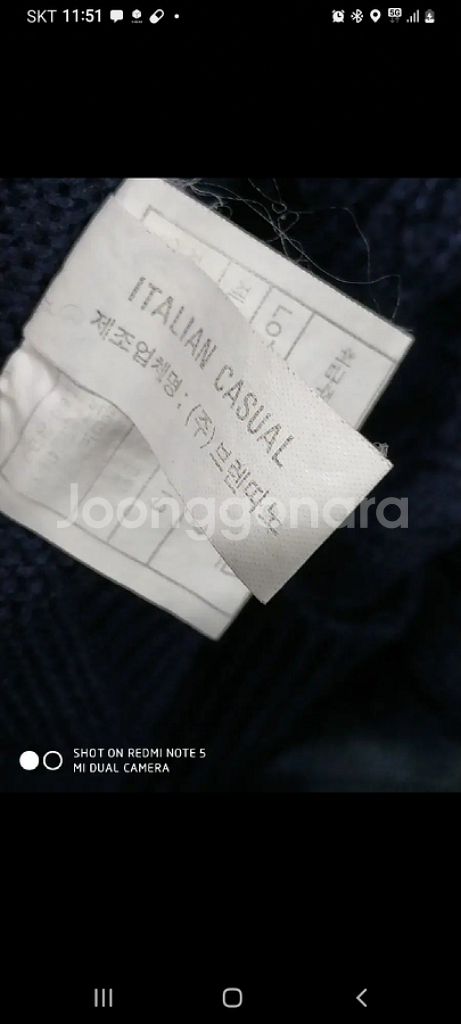 SKT 11:51
5G
ITALIAN CASUAL
제조업체명 : (주)브렌따노
Joonggonara
SHOT ON REDMI NOTE 5
MI DUAL CAMERA